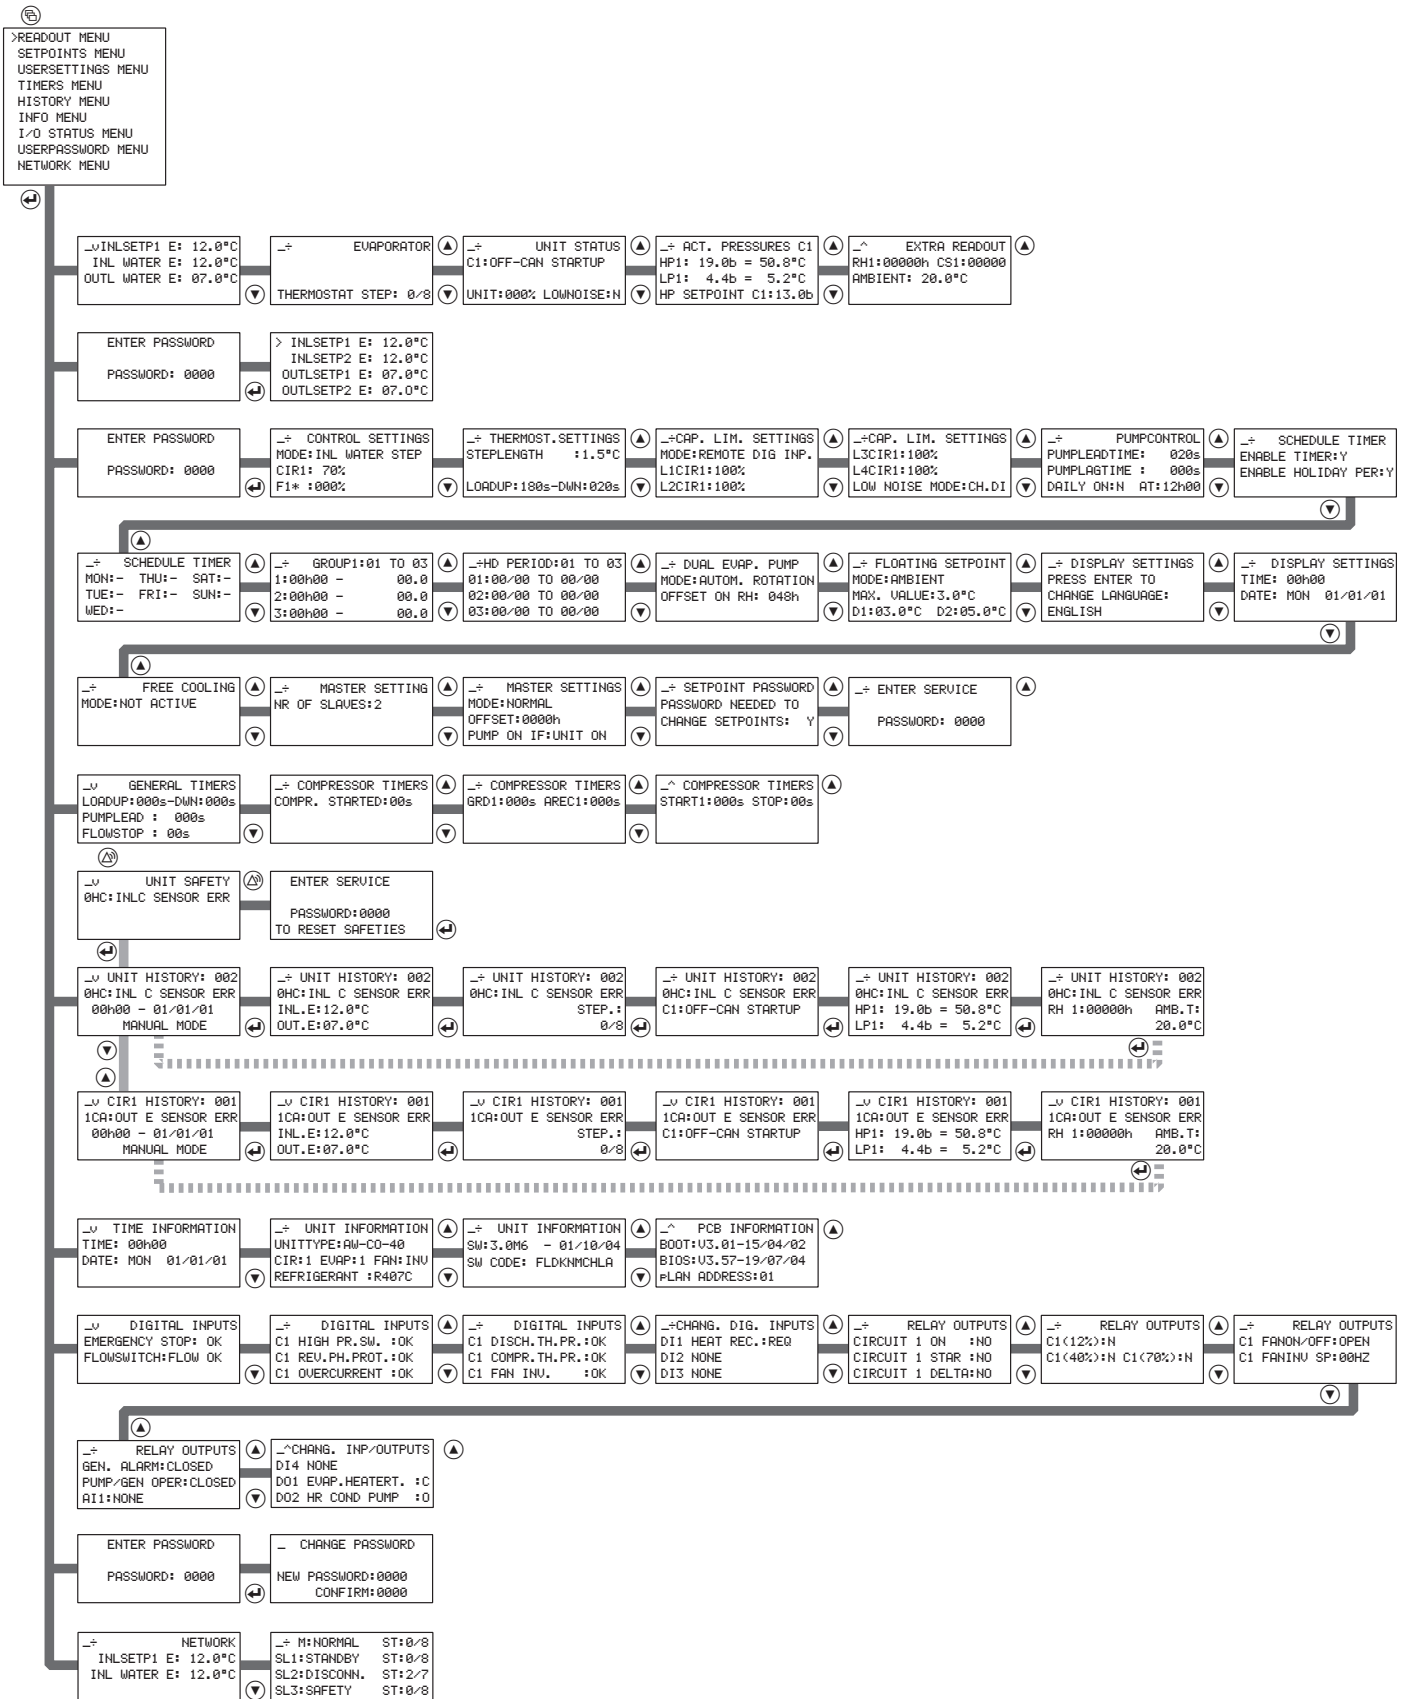 >READOUT MENU
SETPOINTS MENU
USERSETTINGS MENU
TIMERS MENU
HISTORY MENU
INFO MENU
I/O STATUS MENU
USERPASSWORD MENU
NETWORK MENU
_vINLSETP1 E: 12.0°C
INL WATER E: 12.0°C
OUTL WATER E: 07.0°C
_÷ EVAPORATOR
THERMOSTAT STEP: 0/8
_÷ UNIT STATUS
C1:OFF-CAN STARTUP
UNIT:000% LOWNOISE:N
_÷ ACT. PRESSURES C1
HP1: 19.0b = 50.8°C
LP1: 4.4b = 5.2°C
HP SETPOINT C1:13.0b
_^ EXTRA READOUT
RH1:00000h CS1:00000
AMBIENT: 20.0°C
ENTER PASSWORD
PASSWORD: 0000
> INLSETP1 E: 12.0°C
INLSETP2 E: 12.0°C
OUTLSETP1 E: 07.0°C
OUTLSETP2 E: 07.0°C
ENTER PASSWORD
PASSWORD: 0000
_÷ CONTROL SETTINGS
MODE:INL WATER STEP
CIR1: 70%
F1* :000%
_÷ THERMOST.SETTINGS
STEPLENGTH :1.5°C
LOADUP:180s-DWN:020s
_÷CAP. LIM. SETTINGS
MODE:REMOTE DIG INP.
L1CIR1:100%
L2CIR1:100%
_÷CAP. LIM. SETTINGS
L3CIR1:100%
L4CIR1:100%
LOW NOISE MODE:CH.DI
_÷ PUMPCONTROL
PUMPLEADTIME: 020s
PUMPLAGTIME : 000s
DAILY ON:N AT:12h00
_÷ SCHEDULE TIMER
ENABLE TIMER:Y
ENABLE HOLIDAY PER:Y
_÷ SCHEDULE TIMER
MON:- THU:- SAT:-
TUE:- FRI:- SUN:-
WED:-
_÷ GROUP1:01 TO 03
1:00h00 - 00.0
2:00h00 - 00.0
3:00h00 - 00.0
_÷HD PERIOD:01 TO 03
01:00/00 TO 00/00
02:00/00 TO 00/00
03:00/00 TO 00/00
_÷ DUAL EVAP. PUMP
MODE:AUTOM. ROTATION
OFFSET ON RH: 048h
_÷ FLOATING SETPOINT
MODE:AMBIENT
MAX. VALUE:3.0°C
D1:03.0°C D2:05.0°C
_÷ DISPLAY SETTINGS
PRESS ENTER TO
CHANGE LANGUAGE:
ENGLISH
_÷ DISPLAY SETTINGS
TIME: 00h00
DATE: MON 01/01/01
_÷ FREE COOLING
MODE:NOT ACTIVE
_÷ MASTER SETTING
NR OF SLAVES:2
_÷ MASTER SETTINGS
MODE:NORMAL
OFFSET:0000h
PUMP ON IF:UNIT ON
_÷ SETPOINT PASSWORD
PASSWORD NEEDED TO
CHANGE SETPOINTS: Y
_÷ ENTER SERVICE
PASSWORD: 0000
_v GENERAL TIMERS
LOADUP:000s-DWN:000s
PUMPLEAD : 000s
FLOWSTOP : 00s
_÷ COMPRESSOR TIMERS
COMPR. STARTED:00s
_÷ COMPRESSOR TIMERS
GRD1:000s AREC1:000s
_^ COMPRESSOR TIMERS
START1:000s STOP:00s
_v UNIT SAFETY
0HC:INLC SENSOR ERR
ENTER SERVICE
PASSWORD:0000
TO RESET SAFETIES
_v UNIT HISTORY: 002
0HC:INL C SENSOR ERR
00h00 - 01/01/01
MANUAL MODE
_÷ UNIT HISTORY: 002
0HC:INL C SENSOR ERR
INL.E:12.0°C
OUT.E:07.0°C
_÷ UNIT HISTORY: 002
0HC:INL C SENSOR ERR
STEP.:
0/8
_÷ UNIT HISTORY: 002
0HC:INL C SENSOR ERR
C1:OFF-CAN STARTUP
_÷ UNIT HISTORY: 002
0HC:INL C SENSOR ERR
HP1: 19.0b = 50.8°C
LP1: 4.4b = 5.2°C
_÷ UNIT HISTORY: 002
0HC:INL C SENSOR ERR
RH 1:00000h AMB.T:
20.0°C
_v CIR1 HISTORY: 001
1CA:OUT E SENSOR ERR
00h00 - 01/01/01
MANUAL MODE
_v CIR1 HISTORY: 001
1CA:OUT E SENSOR ERR
INL.E:12.0°C
OUT.E:07.0°C
_v CIR1 HISTORY: 001
1CA:OUT E SENSOR ERR
STEP.:
0/8
_v CIR1 HISTORY: 001
1CA:OUT E SENSOR ERR
C1:OFF-CAN STARTUP
_v CIR1 HISTORY: 001
1CA:OUT E SENSOR ERR
HP1: 19.0b = 50.8°C
LP1: 4.4b = 5.2°C
_v CIR1 HISTORY: 001
1CA:OUT E SENSOR ERR
RH 1:00000h AMB.T:
20.0°C
_v TIME INFORMATION
TIME: 00h00
DATE: MON 01/01/01
_÷ UNIT INFORMATION
UNITTYPE:AW-CO-40
CIR:1 EVAP:1 FAN:INV
REFRIGERANT :R407C
_÷ UNIT INFORMATION
SW:3.0M6 - 01/10/04
SW CODE: FLDKNMCHLA
_^ PCB INFORMATION
BOOT:V3.01-15/04/02
BIOS:V3.57-19/07/04
pLAN ADDRESS:01
_v DIGITAL INPUTS
EMERGENCY STOP: OK
FLOWSWITCH:FLOW OK
_÷ DIGITAL INPUTS
C1 HIGH PR.SW. :OK
C1 REV.PH.PROT.:OK
C1 OVERCURRENT :OK
_÷ DIGITAL INPUTS
C1 DISCH.TH.PR.:OK
C1 COMPR.TH.PR.:OK
C1 FAN INV. :OK
_÷CHANG. DIG. INPUTS
DI1 HEAT REC.:REQ
DI2 NONE
DI3 NONE
_÷ RELAY OUTPUTS
CIRCUIT 1 ON :NO
CIRCUIT 1 STAR :NO
CIRCUIT 1 DELTA:NO
_÷ RELAY OUTPUTS
C1(12%):N
C1(40%):N C1(70%):N
_÷ RELAY OUTPUTS
C1 FANON/OFF:OPEN
C1 FANINV SP:00HZ
_÷ RELAY OUTPUTS
GEN. ALARM:CLOSED
PUMP/GEN OPER:CLOSED
AI1:NONE
_^CHANG. INP/OUTPUTS
DI4 NONE
DO1 EVAP.HEATERT. :C
DO2 HR COND PUMP :O
ENTER PASSWORD
PASSWORD: 0000
_ CHANGE PASSWORD
NEW PASSWORD:0000
CONFIRM:0000
_÷ NETWORK
INLSETP1 E: 12.0°C
INL WATER E: 12.0°C
_÷ M:NORMAL ST:0/8
SL1:STANDBY ST:0/8
SL2:DISCONN. ST:2/7
SL3:SAFETY ST:0/8